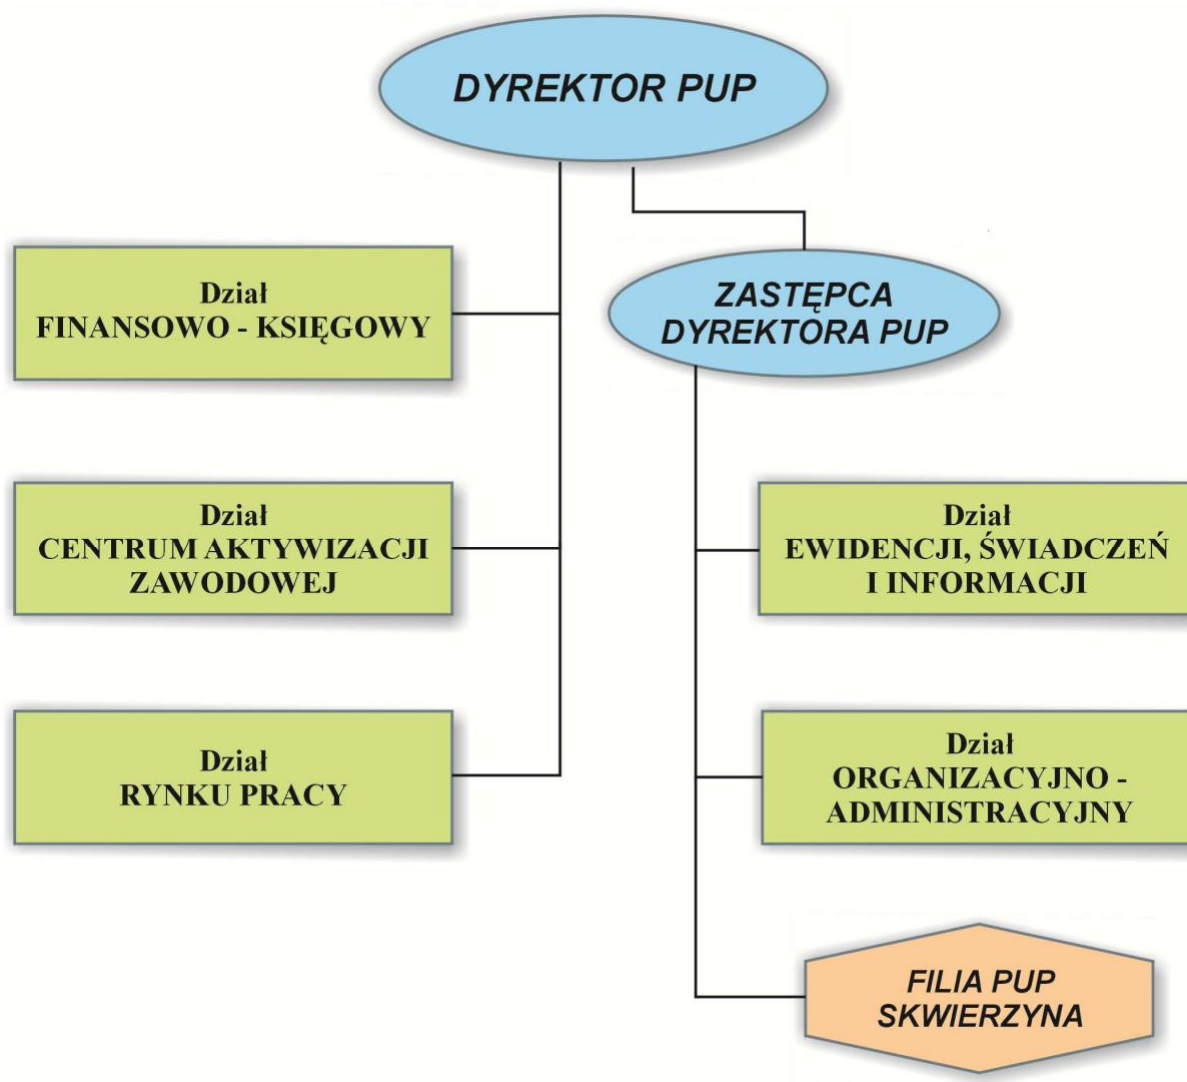 DYREKTOR PUP
Dział
FINANSOWO - KSIĘGOWY
ZASTĘPCA
DYREKTORA PUP
Dział
CENTRUM AKTYWIZACJI
ZAWODOWEJ
Dział
EWIDENCJI, ŚWIADCZEŃ
I INFORMACJI
Dział
RYNKU PRACY
Dział
ORGANIZACYJNO -
ADMINISTRACYJNY
FILIA PUP
SKWIERZYNA